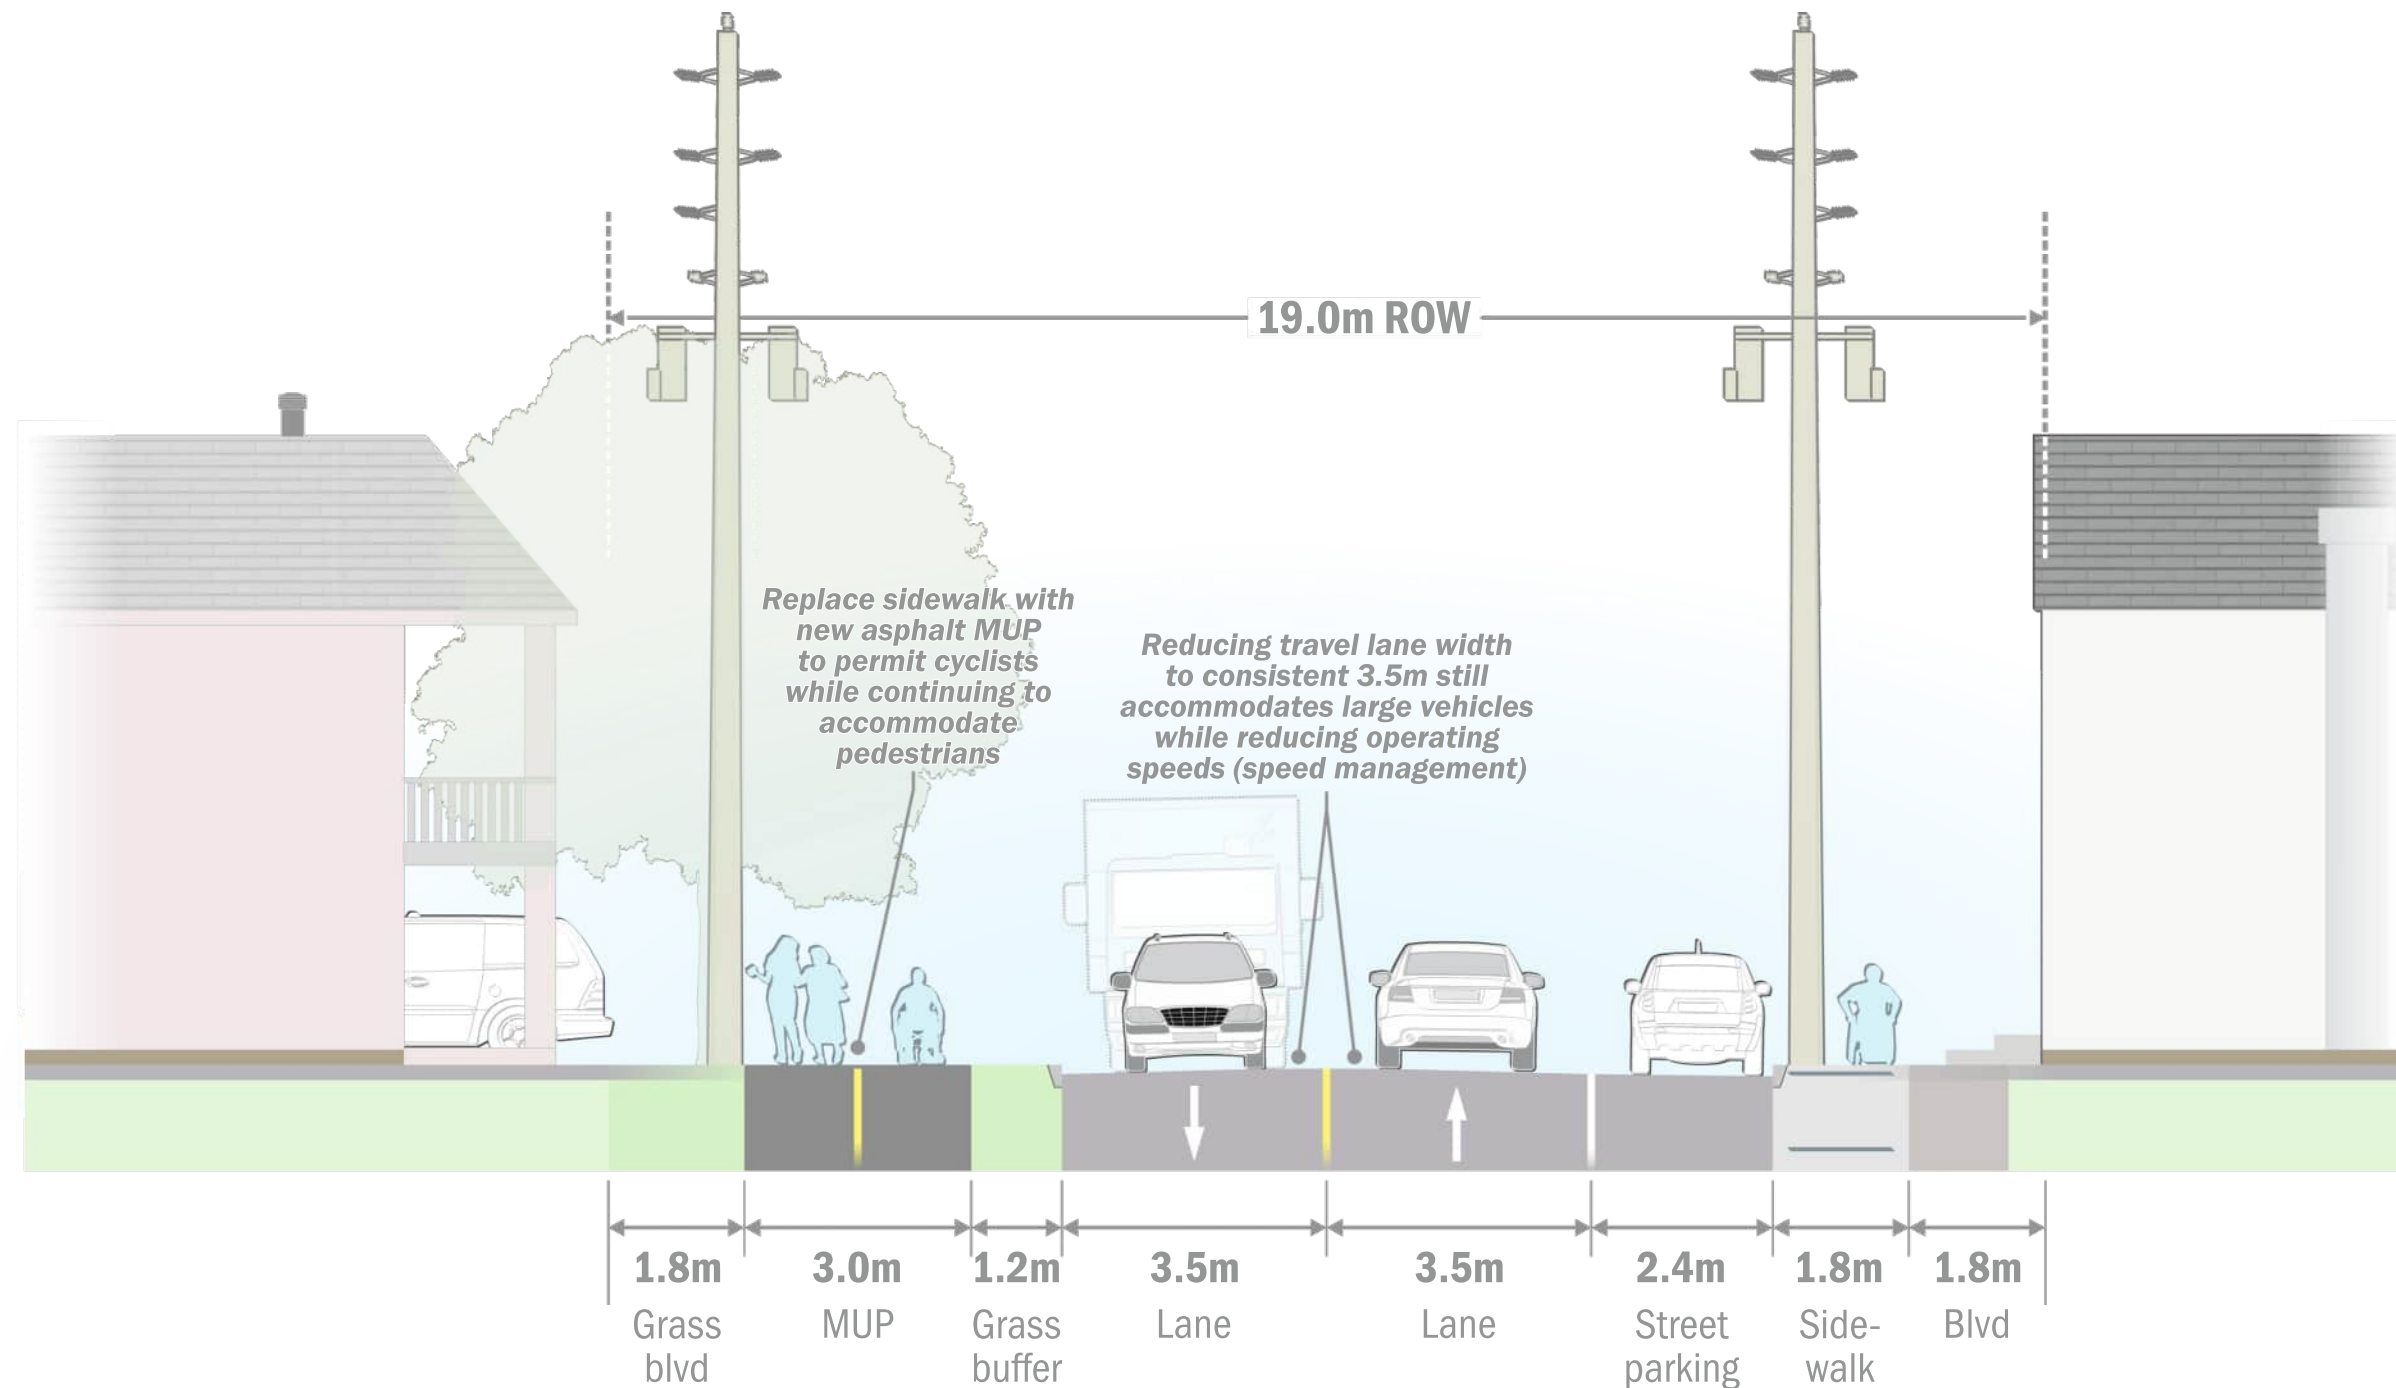 19.0m ROW
Replace sidewalk with
new asphalt MUP
to permit cyclists
while continuing to
accommodate
pedestrians
Reducing travel lane width
to consistent 3.5m still
accommodates large vehicles
while reducing operating
speeds (speed management)
1.8m
Grass
blvd
3.0m
MUP
1.2m
Grass
buffer
3.5m
Lane
3.5m
Lane
2.4m
Street
parking
1.8m
Side-
walk
1.8m
Blvd